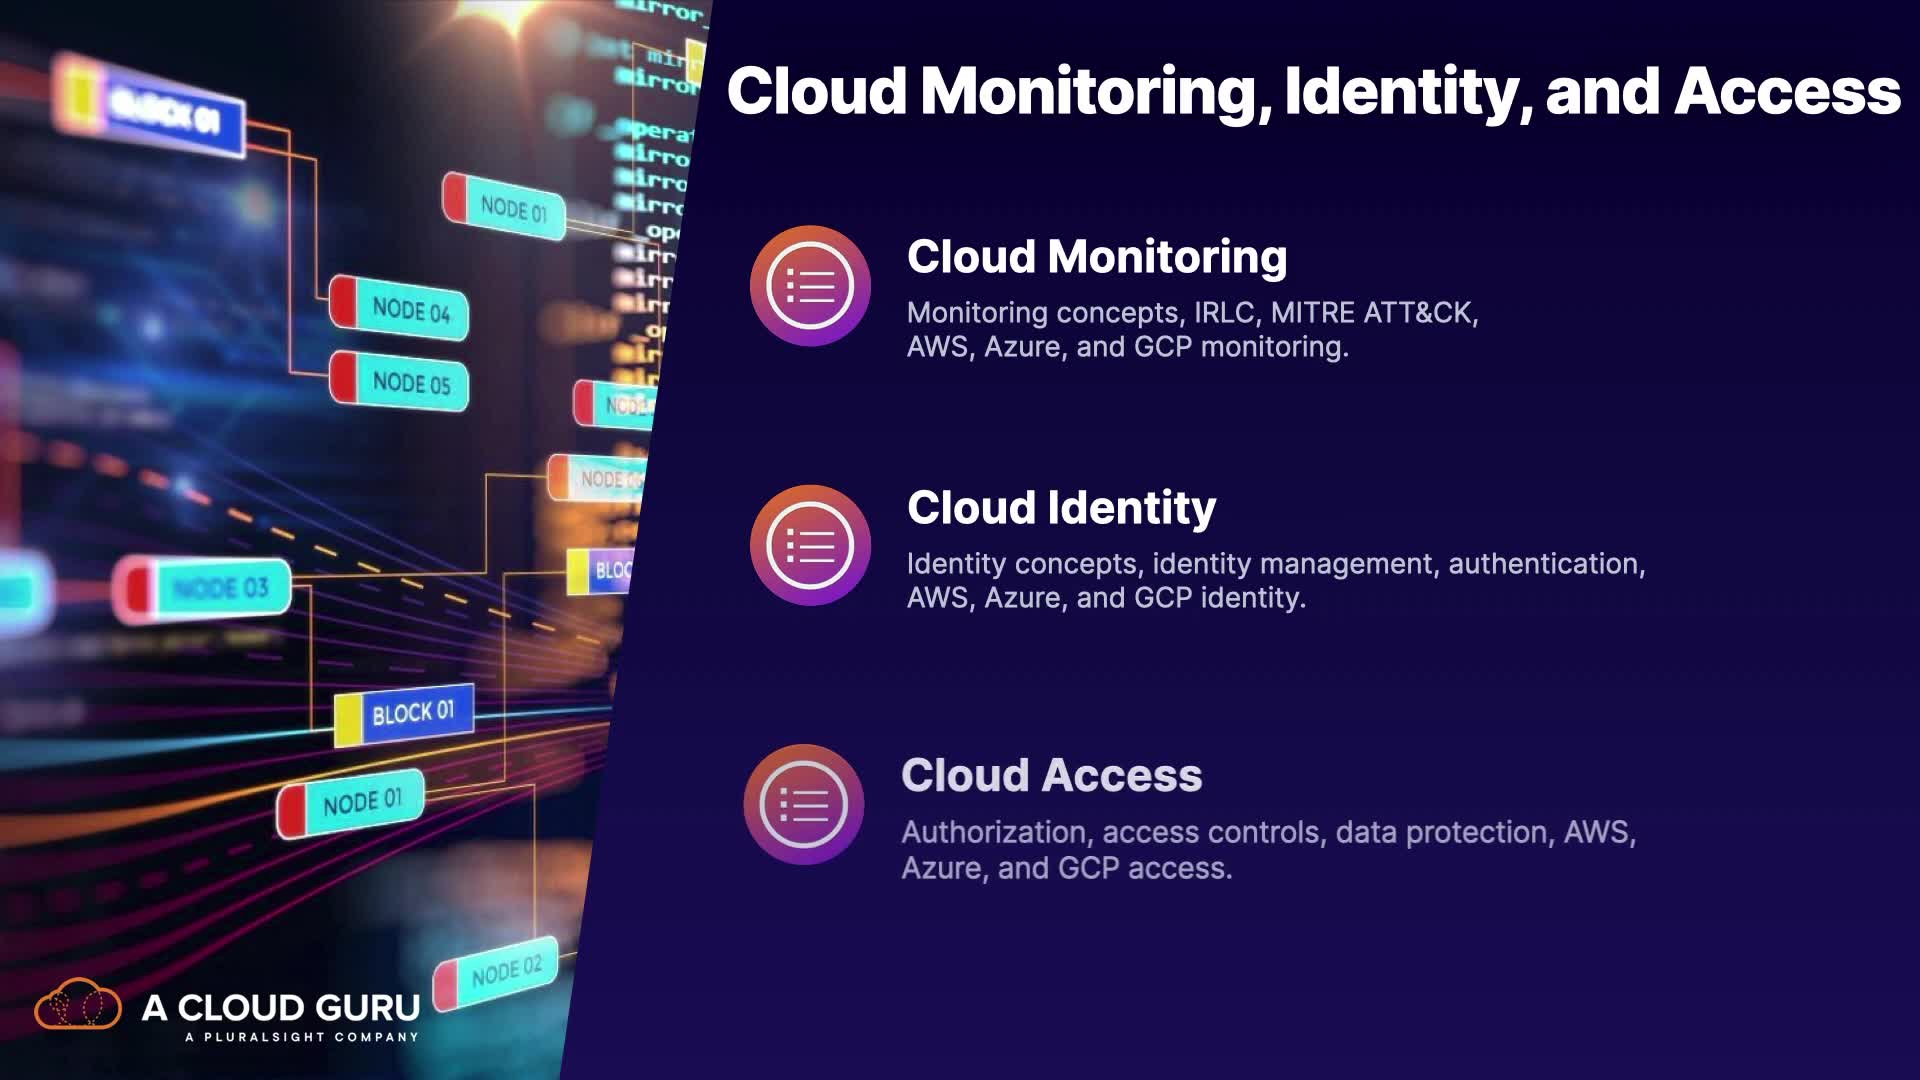 Cloud Monitoring, Identity, and Access
Cloud Monitoring
Monitoring concepts, IRLC, MITRE ATT&CK,
AWS, Azure, and GCP monitoring.
Cloud Identity
Identity concepts, identity management, authentication,
AWS, Azure, and GCP identity.
Cloud Access
Authorization, access controls, data protection, AWS,
Azure, and GCP access.
BLOCK 01
NODE 01
NODE 04
NODE 05
NODE 03
BLOCK 01
NODE 01
NODE 02
A CLOUD GURU
A PLURALSIGHT COMPANY